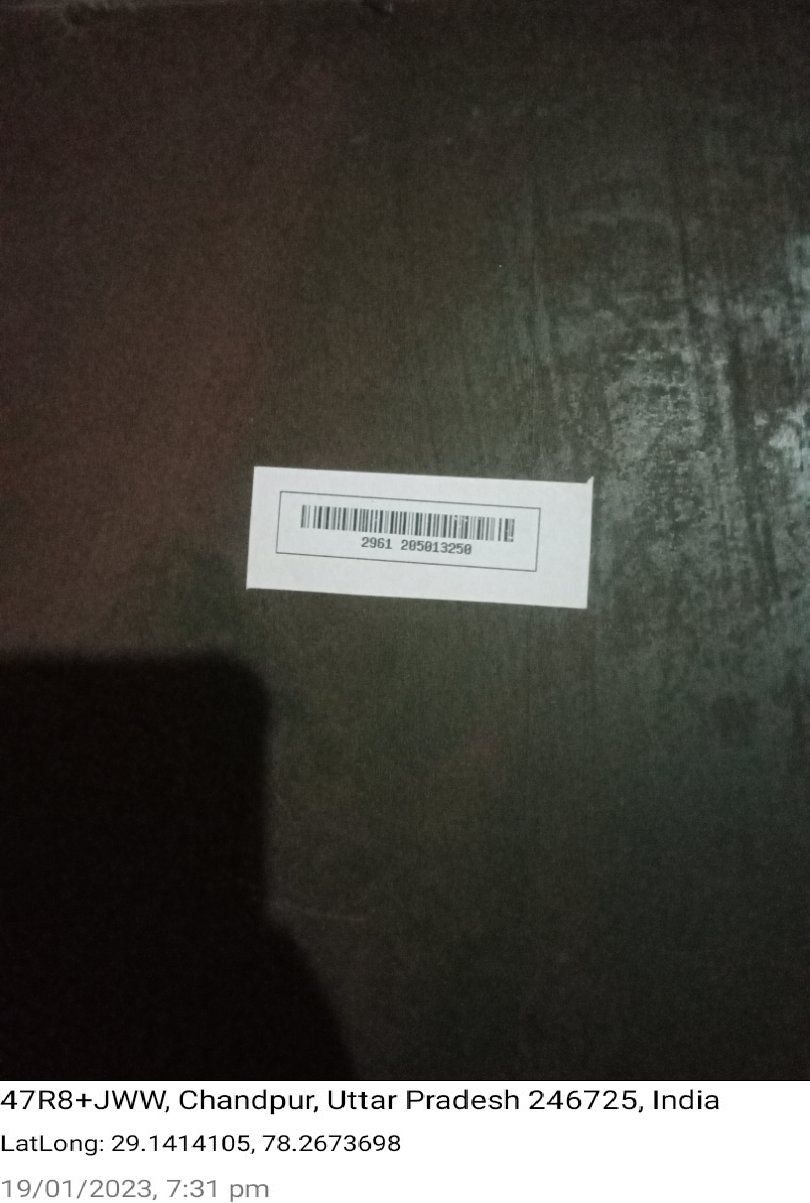 2961 205013250
47R8+JWW, Chandpur, Uttar Pradesh 246725, India
LatLong: 29.1414105, 78.2673698
19/01/2023, 7:31 pm